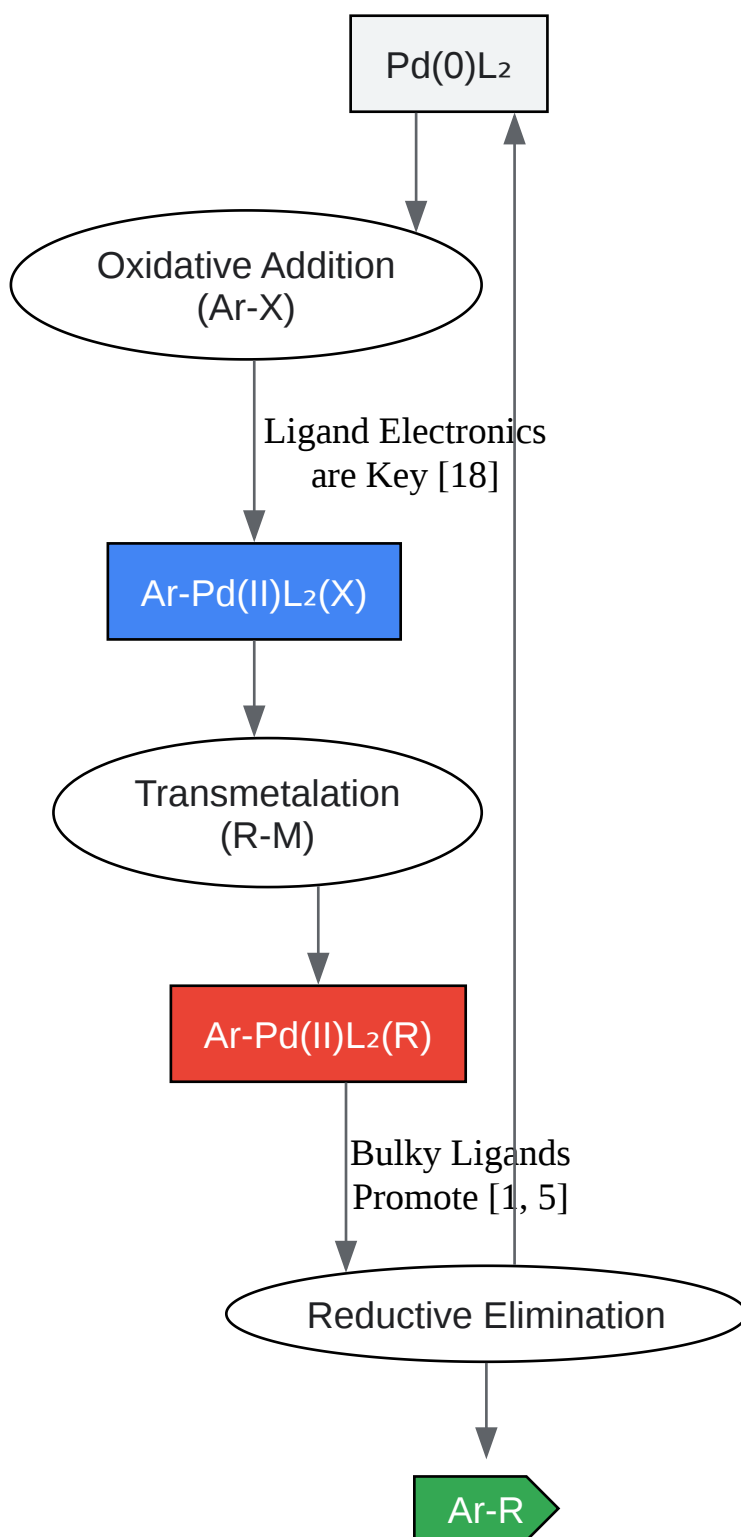 Pd(0)L₂
Oxidative Addition
(Ar-X)
Ligand Electronics
are Key [18]
Ar-Pd(II)L₂(X)
Transmetalation
(R-M)
Ar-Pd(II)L₂(R)
Bulky Ligands
Promote [1, 5]
Reductive Elimination
Ar-R